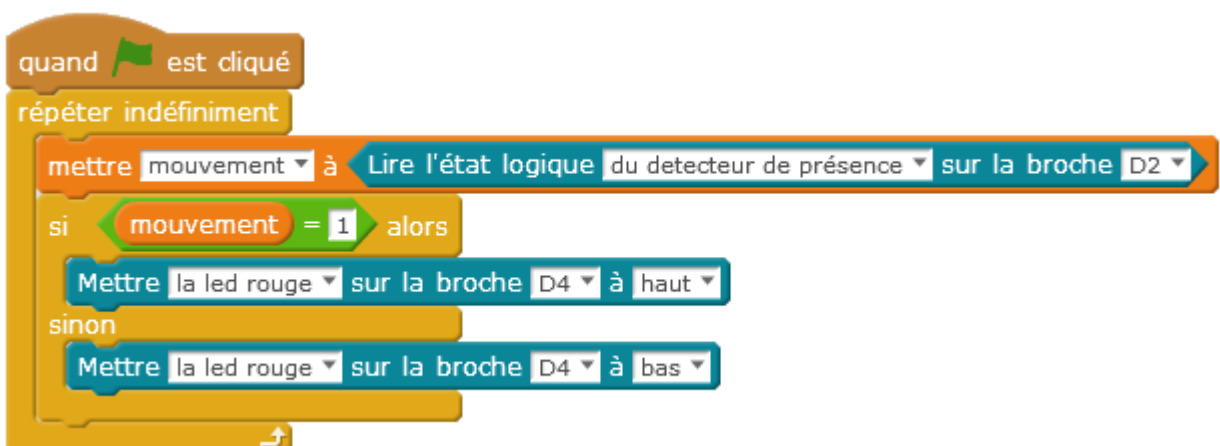 quand est cliqué
répéter indéfiniment
mettre mouvement à Lire l'état logique du detecteur de présence sur la broche D2
si mouvement = 1 alors
Mettre la led rouge sur la broche D4 à haut
sinon
Mettre la led rouge sur la broche D4 à bas